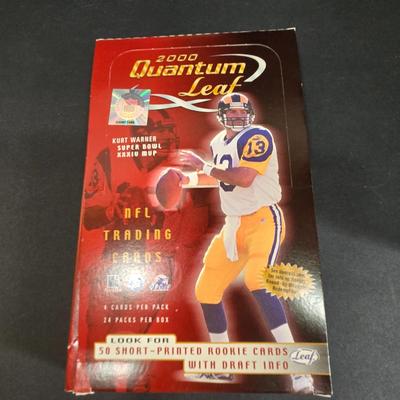 2000
Quantum
Leaf
KURT WARNER
SUPER BOWL
XXXIV MVP
13
NFL
TRADING
CARDS
4 CARDS PER PACK
24 PACKS PER BOX
LOOK FOR
50 SHORT-PRINTED ROOKIE CARDS
WITH DRAFT INFO
Leaf